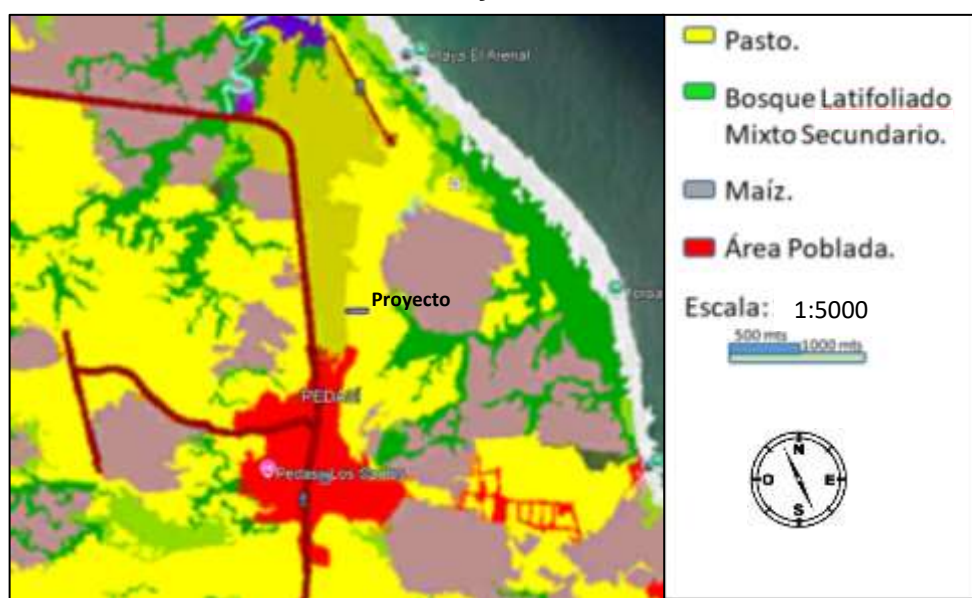 Playa El Arenal
Proyecto
PEDASÍ
Pedasí, Los Santos
Pasto.
Bosque Latifoliado
Mixto Secundario.
Maíz.
Área Poblada.
Escala: 1:5000
500 mts
1000 mts
N
O E
S